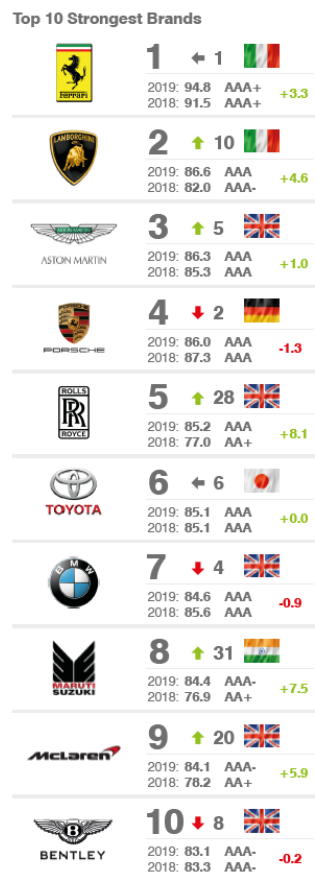 Top 10 Strongest Brands
Ferrari
1 1
2019: 94.8 AAA+
2018: 91.5 AAA+
+3.3
LAMBORGHINI
2 10
2019: 86.6 AAA
2018: 82.0 AAA-
+4.6
ASTON MARTIN
ASTON MARTIN
3 5
2019: 86.3 AAA
2018: 85.3 AAA
+1.0
PORSCHE
4 2
2019: 86.0 AAA
2018: 87.3 AAA
-1.3
ROLLS
RR
ROYCE
5 28
2019: 85.2 AAA
2018: 77.0 AA+
+8.1
TOYOTA
6 6
2019: 85.1 AAA
2018: 85.1 AAA
+0.0
BMW
7 4
2019: 84.6 AAA
2018: 85.6 AAA
-0.9
MARUTI
SUZUKI
8 31
2019: 84.4 AAA-
2018: 76.9 AA+
+7.5
McLaren
9 20
2019: 84.1 AAA-
2018: 78.2 AA+
+5.9
B
BENTLEY
10 8
2019: 83.1 AAA-
2018: 83.3 AAA-
-0.2